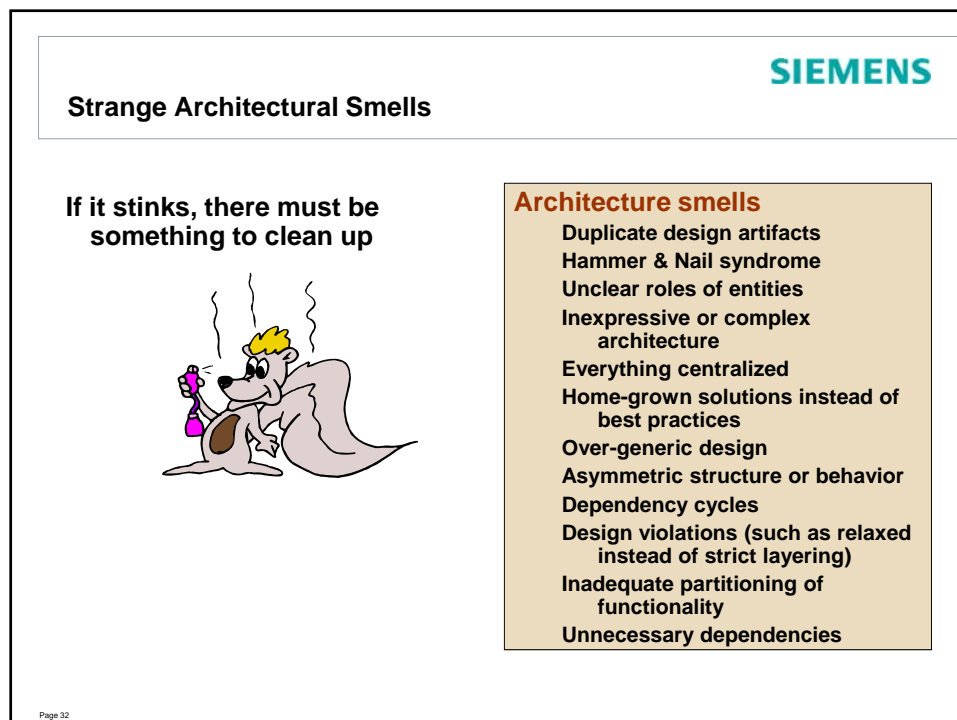 SIEMENS
Strange Architectural Smells
If it stinks, there must be
something to clean up
Architecture smells
Duplicate design artifacts
Hammer & Nail syndrome
Unclear roles of entities
Inexpressive or complex
architecture
Everything centralized
Home-grown solutions instead of
best practices
Over-generic design
Asymmetric structure or behavior
Dependency cycles
Design violations (such as relaxed
instead of strict layering)
Inadequate partitioning of
functionality
Unnecessary dependencies
Page 32